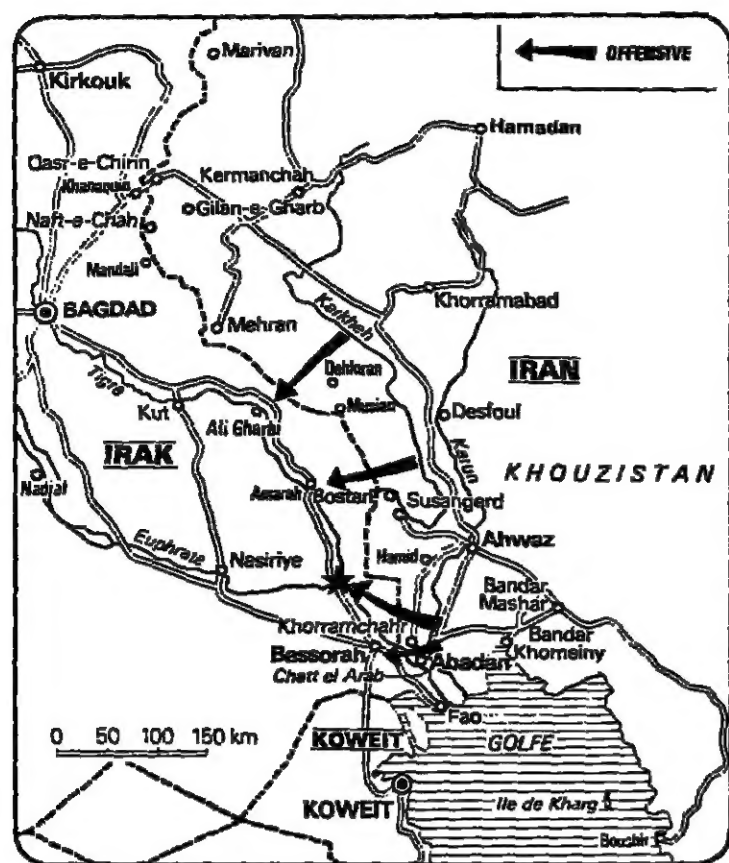 OFFENSIVE
Marivan
Kirkouk
Hamadan
Qasr-e-Chirin
Khanaquin
Kermanchah
Gilan-e-Gharb
Naft-e-Chah
Mandali
BAGDAD
Khorramabad
Karkheh
Mehran
IRAN
Tigre
Dehloran
Musian
Desfoul
Kut
Ali Gharbi
Karun
IRAK
KHOUZISTAN
Nadjaf
Amarah
Bostan
Susangerd
Ahwaz
Euphrate
Nasiriye
Hamid
Bandar
Mashar
Khorramchahr
Bandar
Khomeiny
Bassorah
Abadan
Chatt el Arab
Fao
0 50 100 150 km
KOWEIT
GOLFE
KOWEIT
Ile de Kharg
Bouchir